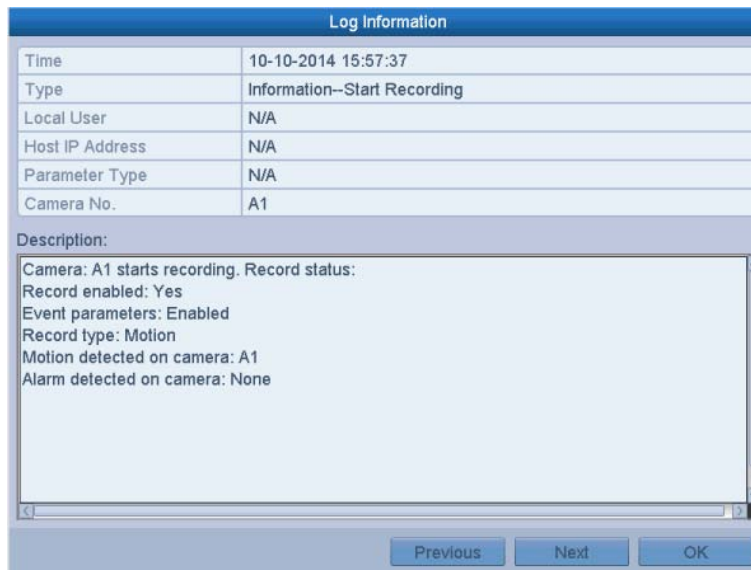 Log Information
Time 10-10-2014 15:57:37
Type Information--Start Recording
Local User N/A
Host IP Address N/A
Parameter Type N/A
Camera No. A1
Description:
Camera: A1 starts recording. Record status:
Record enabled: Yes
Event parameters: Enabled
Record type: Motion
Motion detected on camera: A1
Alarm detected on camera: None
Previous Next OK